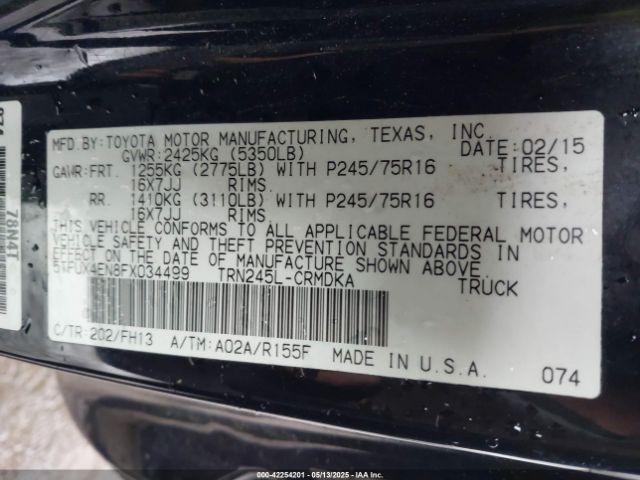 MFD.BY:TOYOTA MOTOR MANUFACTURING, TEXAS, INC.
GVWR:2425KG (5350LB) DATE:02/15
GAWR:FRT. 1255KG (2775LB) WITH P245/75R16 TIRES,
16X7JJ RIMS.
RR. 1410KG (3110LB) WITH P245/75R16 TIRES,
16X7JJ RIMS
THIS VEHICLE CONFORMS TO ALL APPLICABLE FEDERAL MOTOR
VEHICLE SAFETY AND THEFT PREVENTION STANDARDS IN
EFFECT ON THE DATE OF MANUFACTURE SHOWN ABOVE.
5TFUX4EN8FX034499 TRN245L-CRMDKA TRUCK
C/TR:202/FH13 A/TM:A02A/R155F MADE IN U.S.A. 074
78N4T
000-42254201 - 05/13/2025 - IAAC